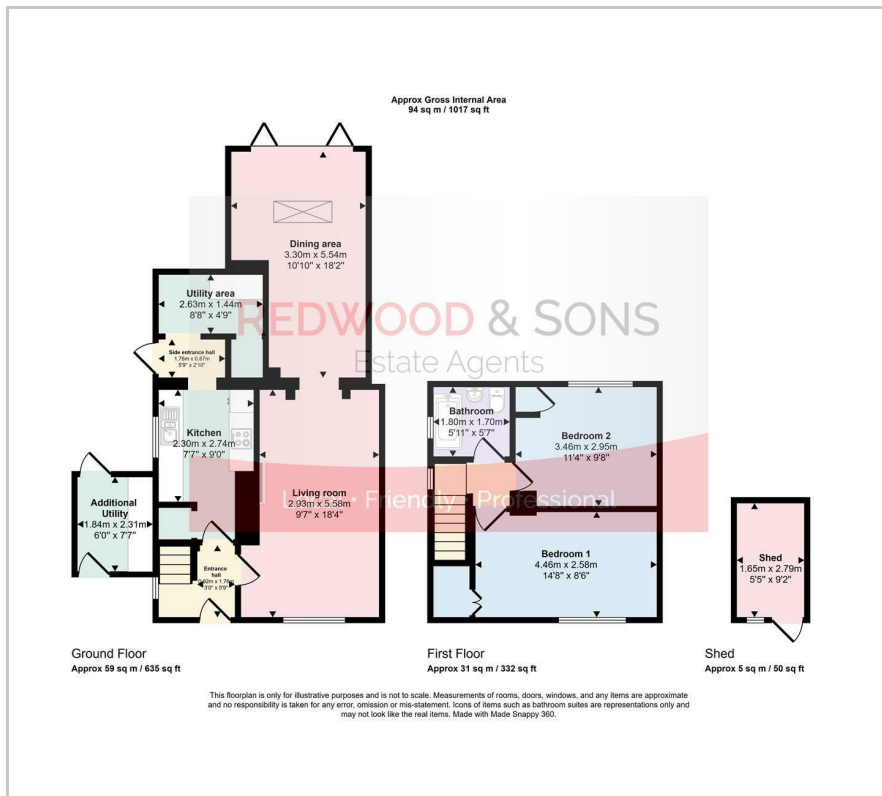 Approx Gross Internal Area
94 sq m / 1017 sq ft
Dining area
3.30m x 5.54m
10'10" x 18'2"
Utility area
2.63m x 1.44m
8'8" x 4'9"
REDWOOD & SONS
Estate Agents
Side entrance hall
1.76m x 0.87m
5'9" x 2'10"
Kitchen
2.30m x 2.74m
7'7" x 9'0"
Bathroom
1.80m x 1.70m
5'11" x 5'7"
Bedroom 2
3.46m x 2.95m
11'4" x 9'8"
Additional
Utility
1.84m x 2.31m
6'0" x 7'7"
Living room
2.93m x 5.58m
9'7" x 18'4"
· Friendly · Professional
Entrance
hall
0.92m x 1.76m
3'0" x 5'9"
Bedroom 1
4.46m x 2.58m
14'8" x 8'6"
Shed
1.65m x 2.79m
5'5" x 9'2"
Ground Floor
Approx 59 sq m / 635 sq ft
First Floor
Approx 31 sq m / 332 sq ft
Shed
Approx 5 sq m / 50 sq ft
This floorplan is only for illustrative purposes and is not to scale. Measurements of rooms, doors, windows, and any items are approximate
and no responsibility is taken for any error, omission or mis-statement. Icons of items such as bathroom suites are representations only and
may not look like the real items. Made with Made Snappy 360.